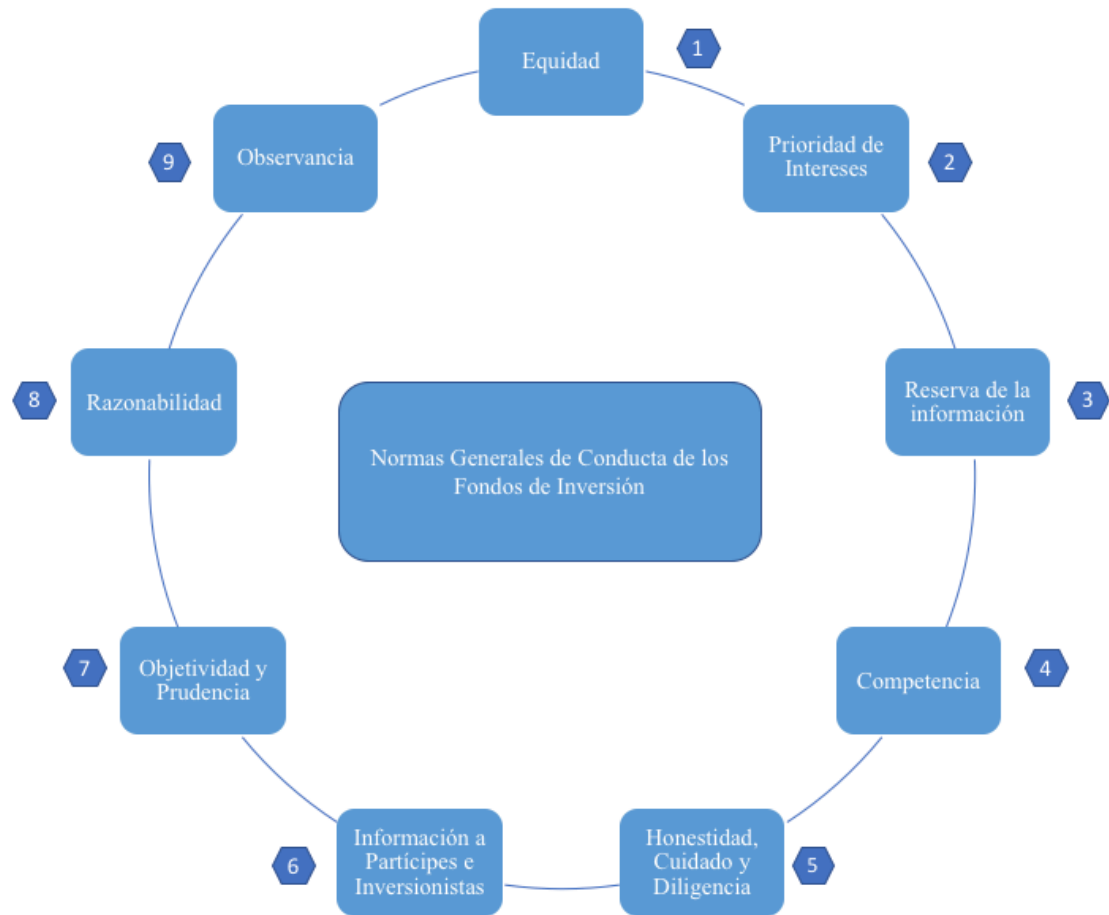 Equidad
1
Prioridad de
Intereses
2
Reserva de la
información
3
Competencia
4
Honestidad,
Cuidado y
Diligencia
5
Información a
Partícipes e
Inversionistas
6
Objetividad y
Prudencia
7
Razonabilidad
8
Observancia
9
Normas Generales de Conducta de los
Fondos de Inversión